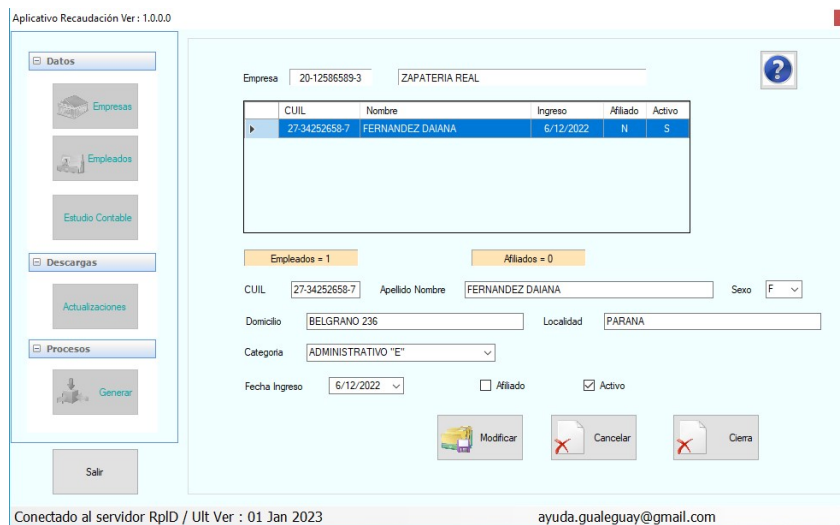 Aplicativo Recaudación Ver : 1.0.0.0
Datos
Empresas
Empleados
Estudio Contable
Descargas
Actualizaciones
Procesos
Generar
Salir
Empresa 20-12586589-3 ZAPATERIA REAL
CUIL Nombre Ingreso Afiliado Activo
27-34252658-7 FERNANDEZ DAIANA 6/12/2022 N S
Empleados = 1 Afiliados = 0
CUIL 27-34252658-7 Apellido Nombre FERNANDEZ DAIANA Sexo F
Domicilio BELGRANO 236 Localidad PARANA
Categoria ADMINISTRATIVO "E"
Fecha Ingreso 6/12/2022 Afiliado Activo
Modificar Cancelar Cierra
Conectado al servidor RplD / Ult Ver : 01 Jan 2023 ayuda.gualeguay@gmail.com